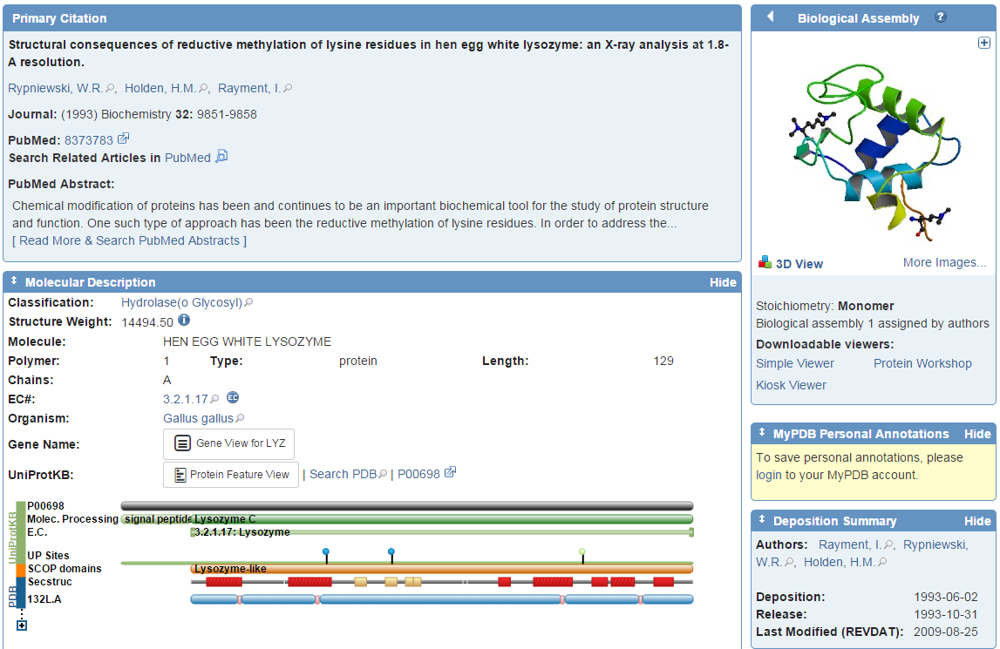 Primary Citation
Structural consequences of reductive methylation of lysine residues in hen egg white lysozyme: an X-ray analysis at 1.8-
A resolution.
Rypniewski, W.R., Holden, H.M., Rayment, I.
Journal: (1993) Biochemistry 32: 9851-9858
PubMed: 8373783
Search Related Articles in PubMed
PubMed Abstract:
Chemical modification of proteins has been and continues to be an important biochemical tool for the study of protein structure
and function. One such type of approach has been the reductive methylation of lysine residues. In order to address the...
[ Read More & Search PubMed Abstracts ]
Molecular Description Hide
Classification: Hydrolase(o Glycosyl)
Structure Weight: 14494.50
Molecule: HEN EGG WHITE LYSOZYME
Polymer: 1 Type: protein Length: 129
Chains: A
EC#: 3.2.1.17 EC
Organism: Gallus gallus
Gene Name: Gene View for LYZ
UniProtKB: Protein Feature View | Search PDB | P00698
UniProtKB
P00698
Molec. Processing signal peptide Lysozyme C
E.C. 3.2.1.17: Lysozyme
UP Sites
SCOP domains Lysozyme-like
PDB
Secstruc
132L.A
Biological Assembly ?
3D View More Images...
Stoichiometry: Monomer
Biological assembly 1 assigned by authors
Downloadable viewers:
Simple Viewer Protein Workshop
Kiosk Viewer
MyPDB Personal Annotations Hide
To save personal annotations, please
login to your MyPDB account.
Deposition Summary Hide
Authors: Rayment, I., Rypniewski,
W.R., Holden, H.M.
Deposition: 1993-06-02
Release: 1993-10-31
Last Modified (REVDAT): 2009-08-25